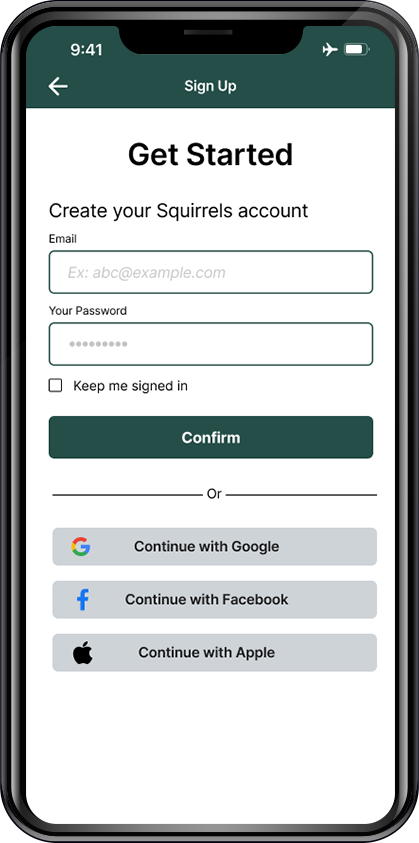 9:41
Sign Up
Get Started
Create your Squirrels account
Email
Ex: abc@example.com
Your Password
•••••••••
Keep me signed in
Confirm
Or
Continue with Google
Continue with Facebook
Continue with Apple